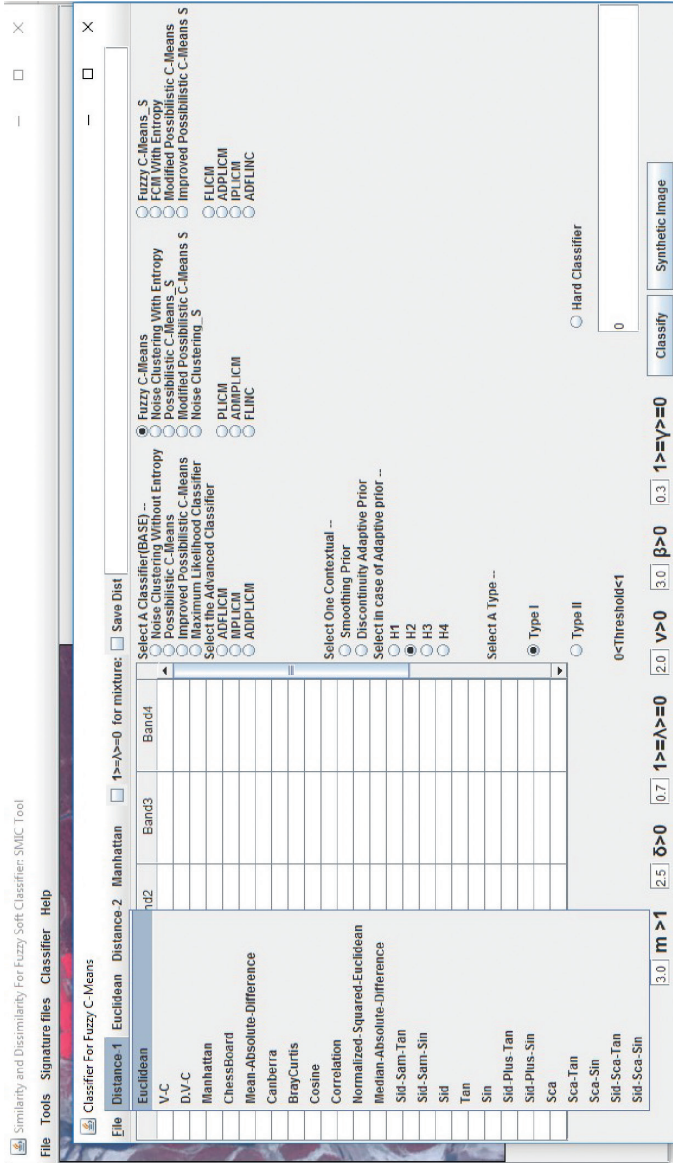 Similarity and Dissimilarity For Fuzzy Soft Classifier: SMIC Tool
File Tools Signature files Classifier Help
Classifier For Fuzzy C-Means
File Distance-1 Euclidean Distance-2 Manhattan 1>=Λ>=0 for mixture: Save Dist
Euclidean
V-C
D.V-C
Manhattan
ChessBoard
Mean-Absolute-Difference
Canberra
BrayCurtis
Cosine
Correlation
Normalized-Squared-Euclidean
Median-Absolute-Difference
Sid-Sam-Tan
Sid-Sam-Sin
Sid
Tan
Sin
Sid-Plus-Tan
Sid-Plus-Sin
Sca
Sca-Tan
Sca-Sin
Sid-Sca-Tan
Sid-Sca-Sin
nd2 Band3 Band4
Select A Classifier(BASE) --
Fuzzy C-Means Fuzzy C-Means_S
Noise Clustering Without Entropy Noise Clustering With Entropy FCM With Entropy
Possibilistic C-Means Possibilistic C-Means_S Modified Possibilistic C-Means
Improved Possibilistic C-Means Modified Possibilistic C-Means S Improved Possibilistic C-Means S
Maximum Likelihood Classifier Noise Clustering_S
Select the Advanced Classifier
ADFLICM PLICM FLICM
MPLICM ADMPLICM ADPLICM
ADIPLICM FLINC IPLICM
ADFLINC
Select One Contextual --
Smoothing Prior
Discontinuity Adaptive Prior
Select in case of Adaptive prior --
H1
H2
H3
H4
Select A Type --
Type I
Type II Hard Classifier
0<Threshold<1 0
3.0 m >1 2.5 δ>0 0.7 1>=Λ>=0 2.0 v>0 3.0 β>0 0.3 1>=γ>=0 Classify Synthetic Image